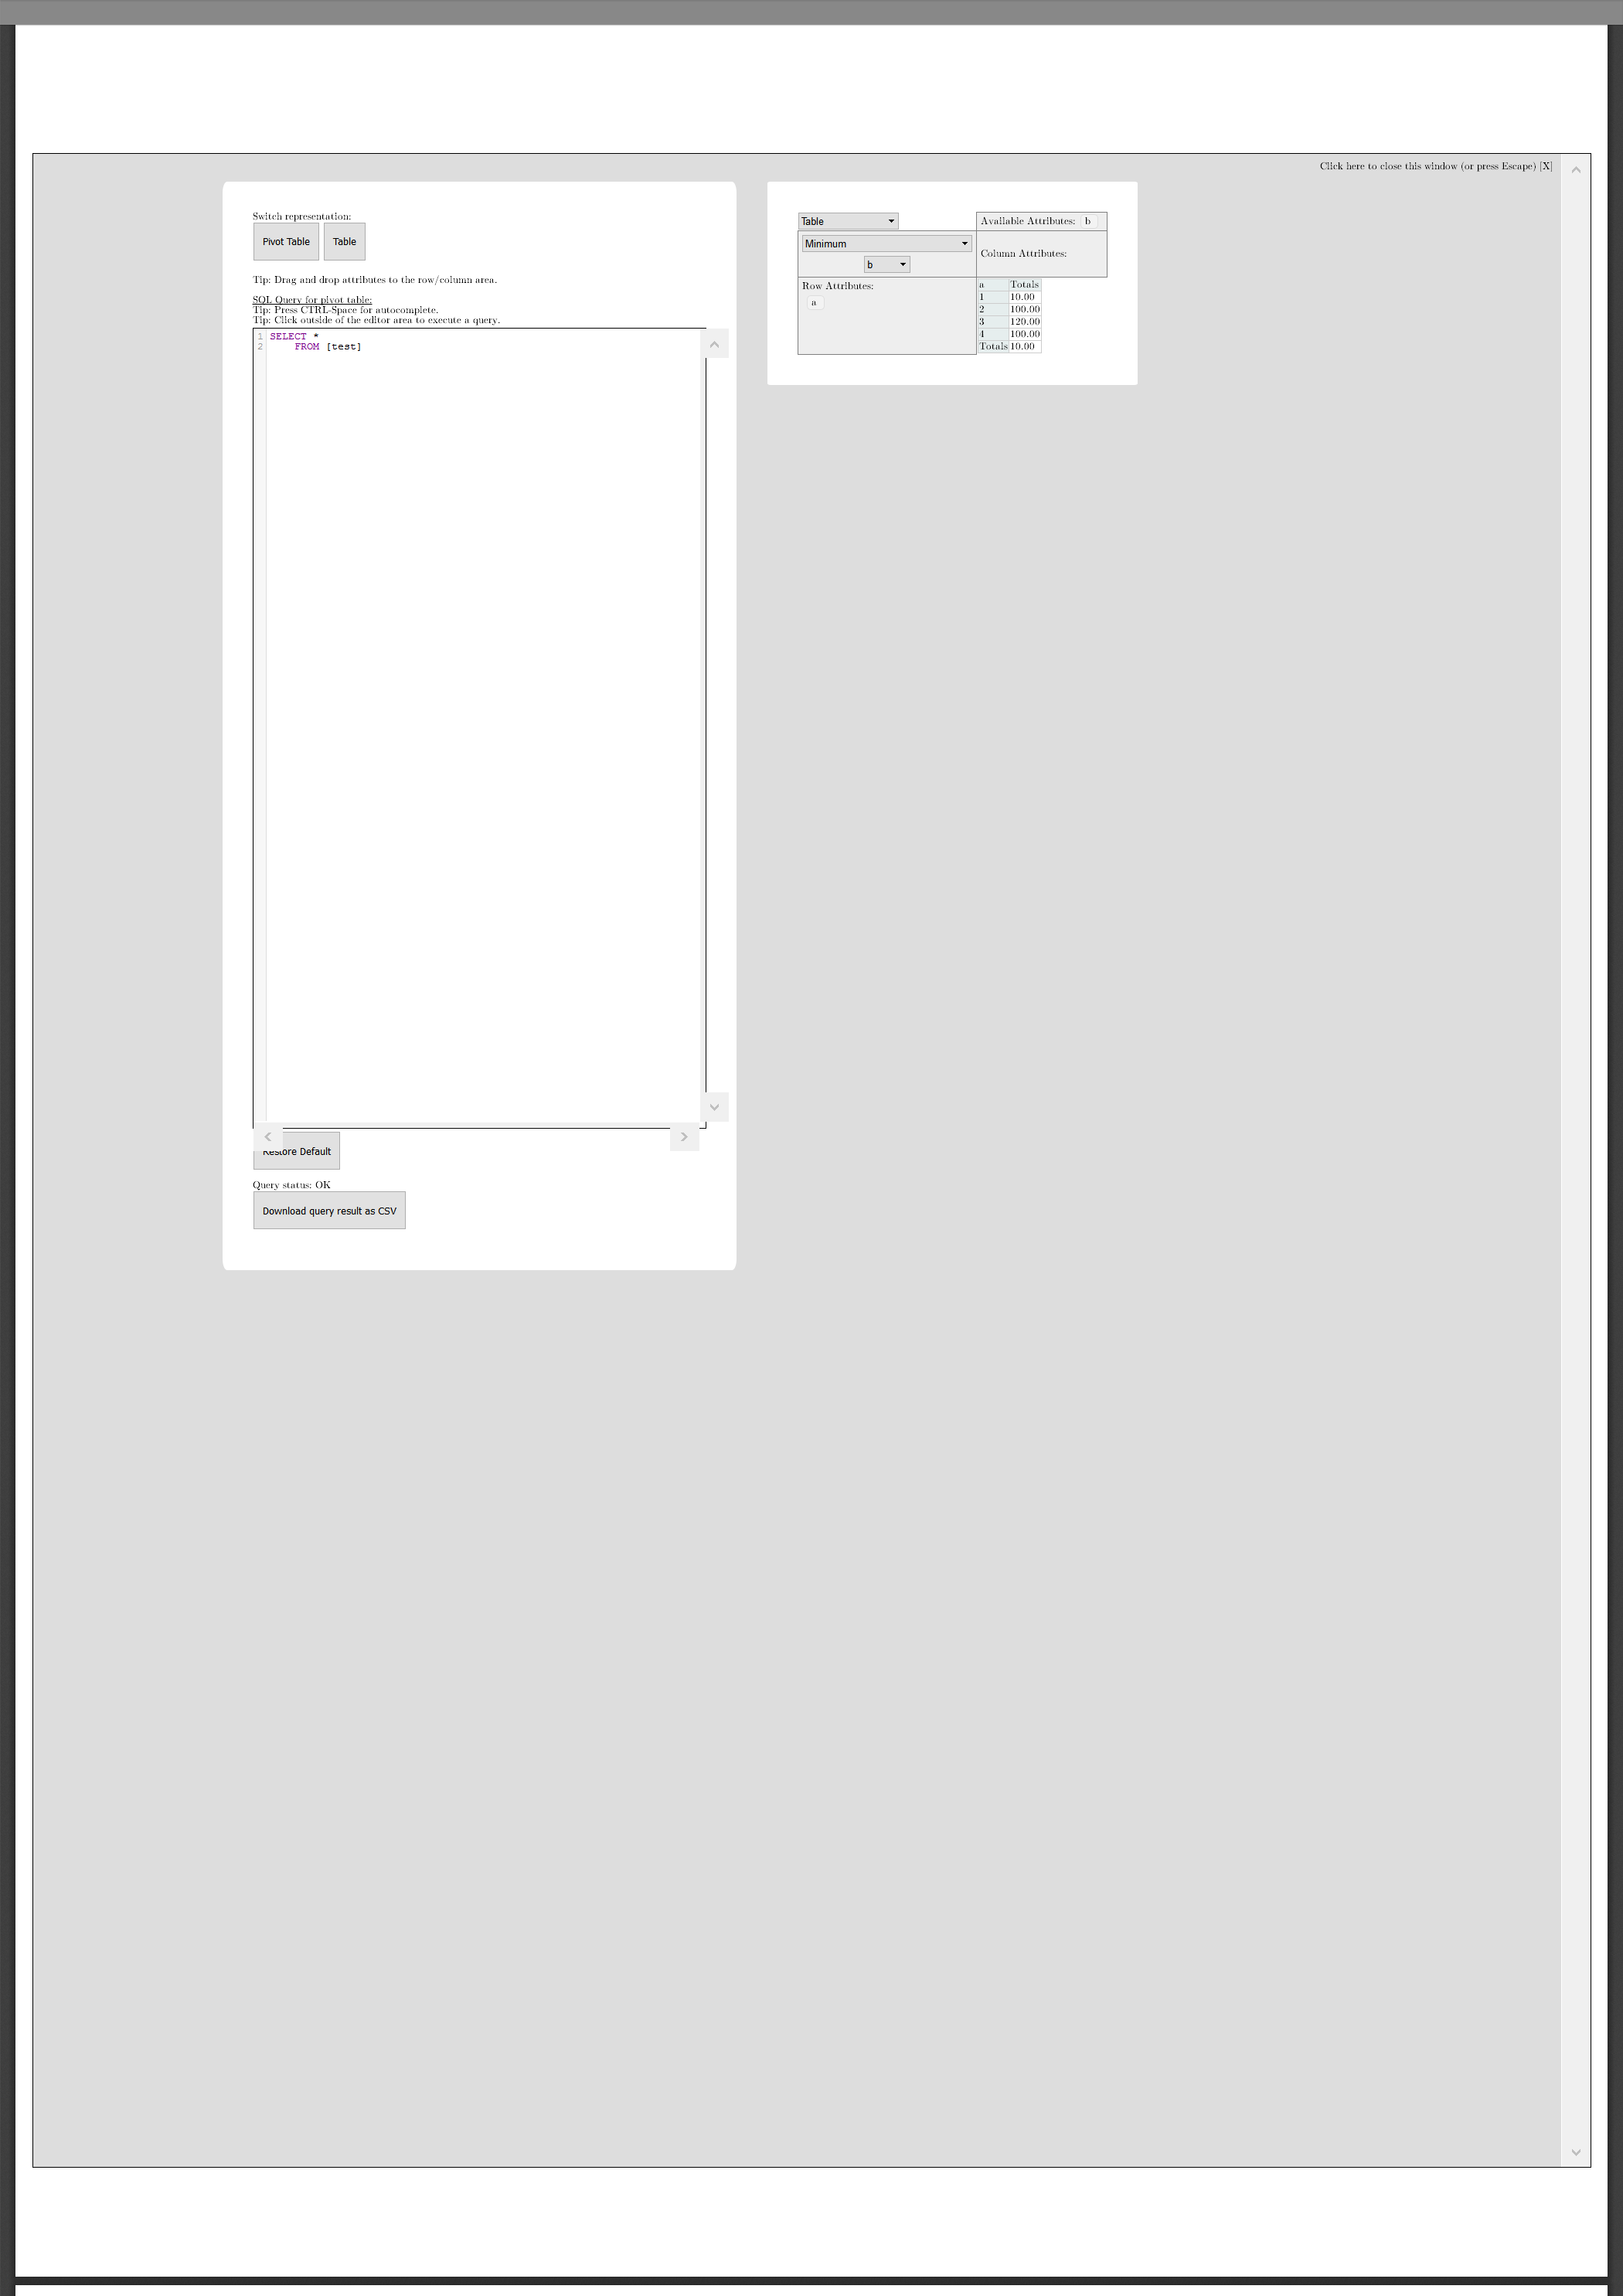 Click here to close this window (or press Escape) [X]
Switch representation:
Pivot Table Table
Tip: Drag and drop attributes to the row/column area.
SQL Query for pivot table:
Tip: Press CTRL-Space for autocomplete.
Tip: Click outside of the editor area to execute a query.
1 SELECT *
2 FROM [test]
Restore Default
Query status: OK
Download query result as CSV
Table
Available Attributes: b
Minimum
b
Column Attributes:
Row Attributes:
a
a Totals
1 10.00
2 100.00
3 120.00
4 100.00
Totals 10.00